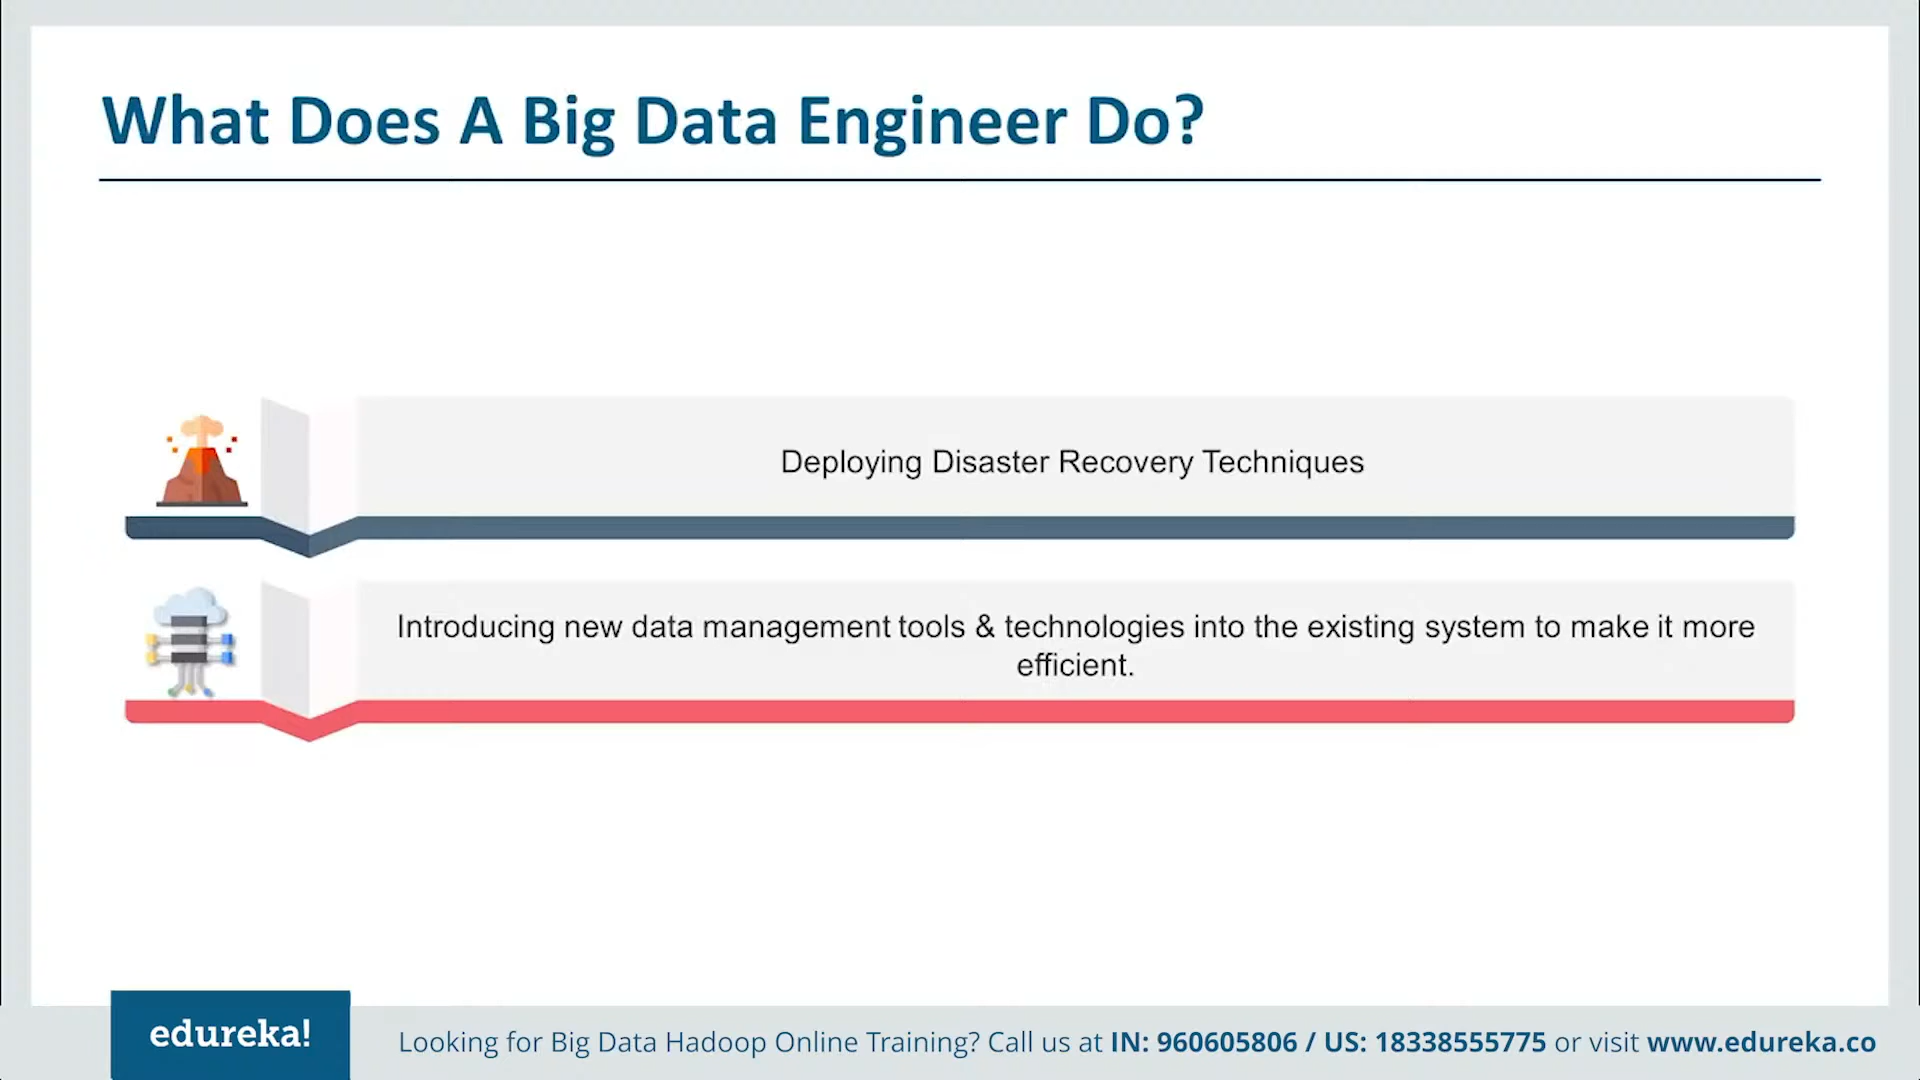 What Does A Big Data Engineer Do?
Deploying Disaster Recovery Techniques
Introducing new data management tools & technologies into the existing system to make it more
efficient.
edureka!
Looking for Big Data Hadoop Online Training? Call us at IN: 960605806 / US: 18338555775 or visit www.edureka.co